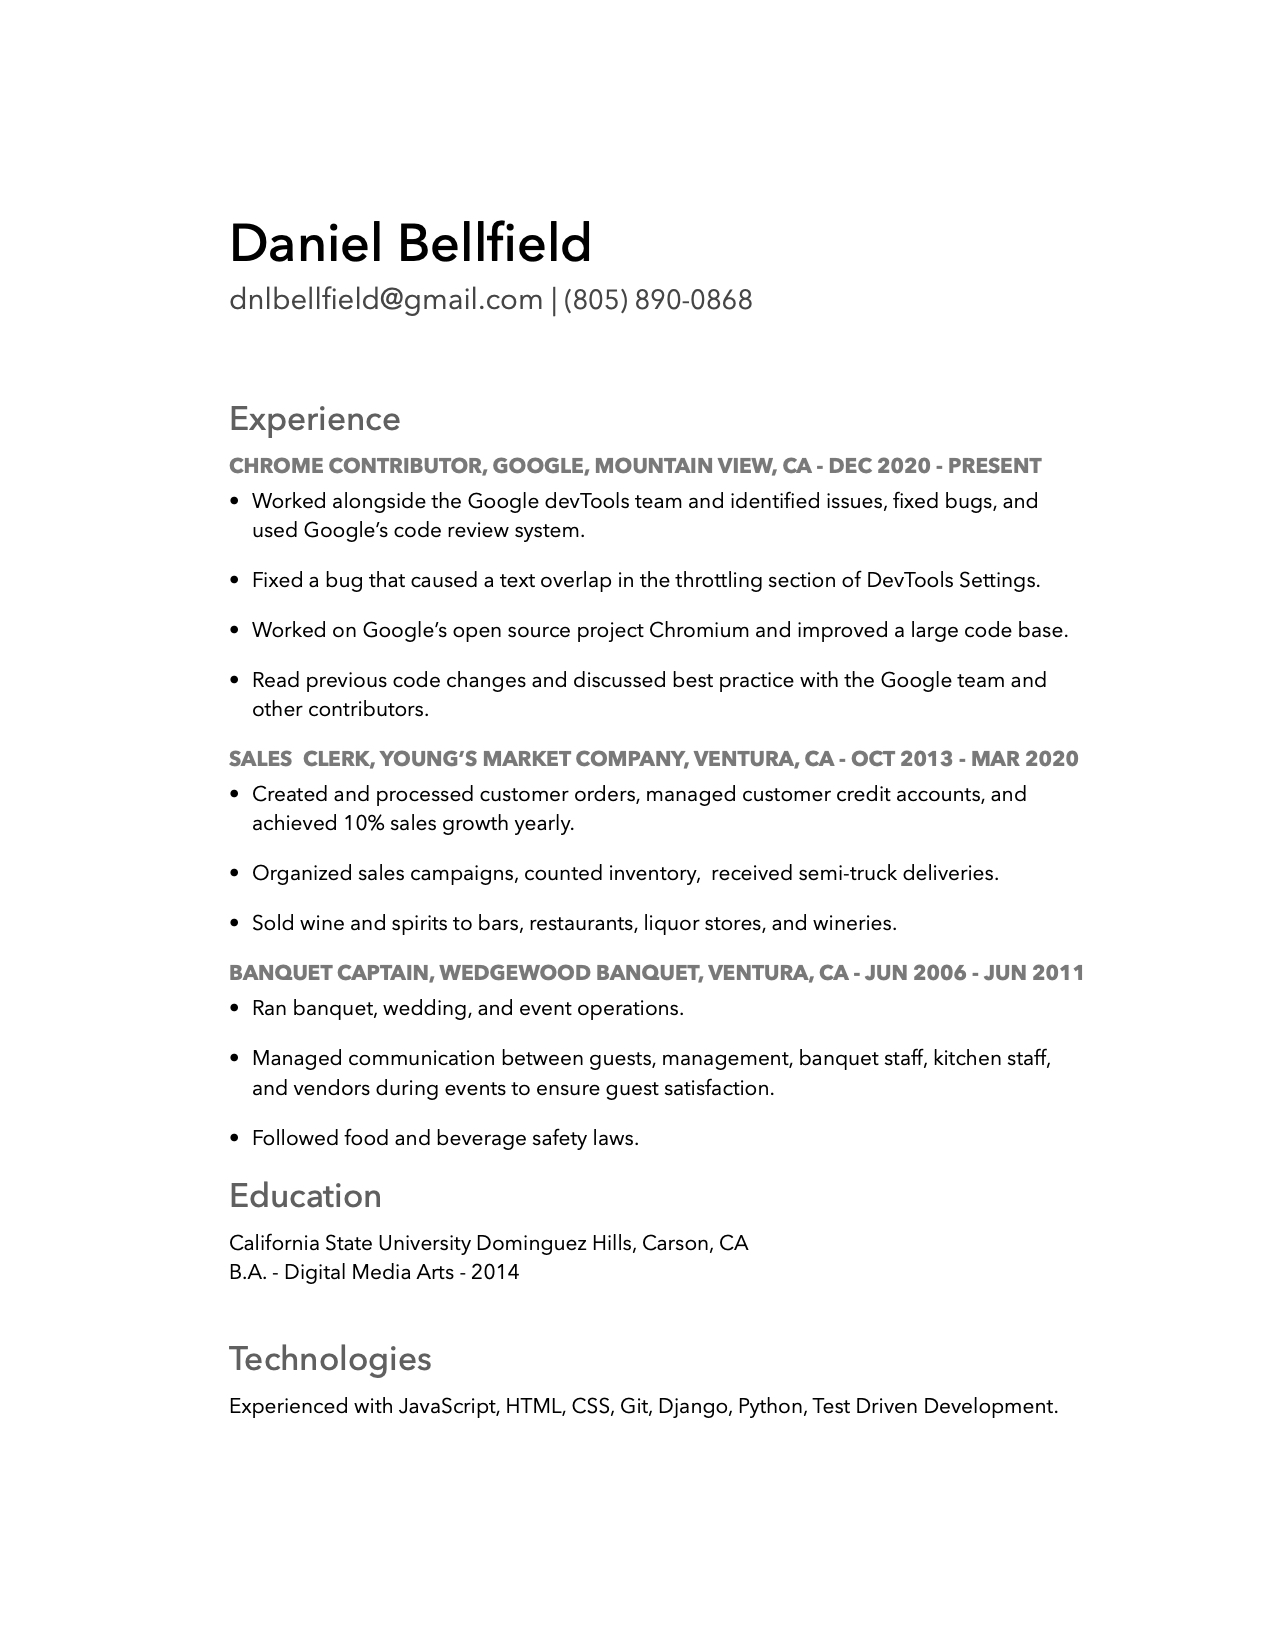 Daniel Bellfield
dnlbellfield@gmail.com | (805) 890-0868
Experience
CHROME CONTRIBUTOR, GOOGLE, MOUNTAIN VIEW, CA - DEC 2020 - PRESENT
• Worked alongside the Google devTools team and identified issues, fixed bugs, and
used Google’s code review system.
• Fixed a bug that caused a text overlap in the throttling section of DevTools Settings.
• Worked on Google’s open source project Chromium and improved a large code base.
• Read previous code changes and discussed best practice with the Google team and
other contributors.
SALES  CLERK, YOUNG’S MARKET COMPANY, VENTURA, CA - OCT 2013 - MAR 2020
• Created and processed customer orders, managed customer credit accounts, and
achieved 10% sales growth yearly.
• Organized sales campaigns, counted inventory,  received semi-truck deliveries.
• Sold wine and spirits to bars, restaurants, liquor stores, and wineries.
BANQUET CAPTAIN, WEDGEWOOD BANQUET, VENTURA, CA - JUN 2006 - JUN 2011
• Ran banquet, wedding, and event operations.
• Managed communication between guests, management, banquet staff, kitchen staff,
and vendors during events to ensure guest satisfaction.
• Followed food and beverage safety laws.
Education
California State University Dominguez Hills, Carson, CA
B.A. - Digital Media Arts - 2014
Technologies
Experienced with JavaScript, HTML, CSS, Git, Django, Python, Test Driven Development.